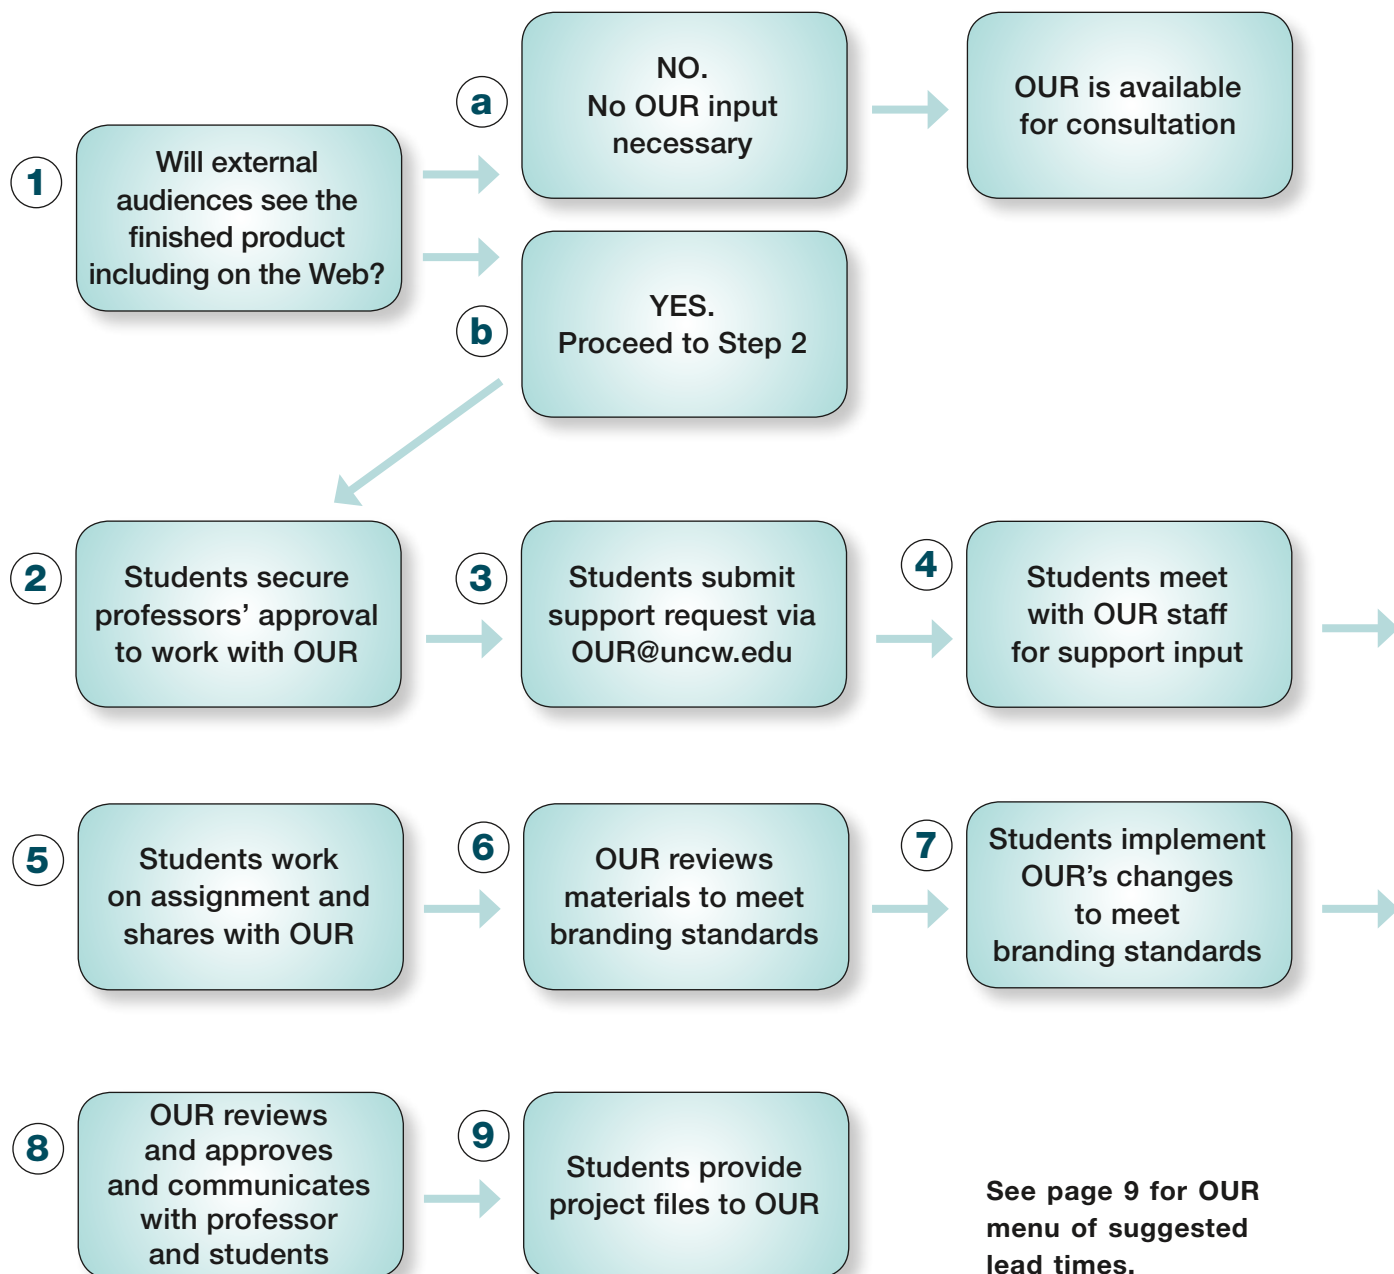 1
Will external
audiences see the
finished product
including on the Web?
a
NO.
No OUR input
necessary
OUR is available
for consultation
b
YES.
Proceed to Step 2
2
Students secure
professors’ approval
to work with OUR
3
Students submit
support request via
OUR@uncw.edu
4
Students meet
with OUR staff
for support input
5
Students work
on assignment and
shares with OUR
6
OUR reviews
materials to meet
branding standards
7
Students implement
OUR’s changes
to meet
branding standards
8
OUR reviews
and approves
and communicates
with professor
and students
9
Students provide
project files to OUR
See page 9 for OUR
menu of suggested
lead times.